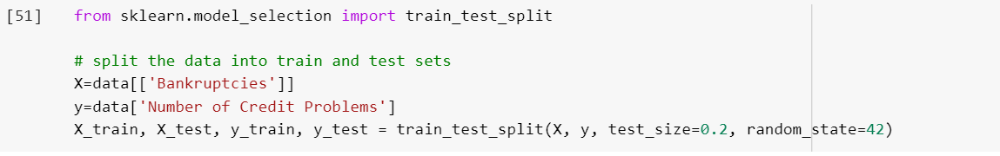 [51] from sklearn.model_selection import train_test_split
# split the data into train and test sets
X=data[['Bankruptcies']]
y=data['Number of Credit Problems']
X_train, X_test, y_train, y_test = train_test_split(X, y, test_size=0.2, random_state=42)